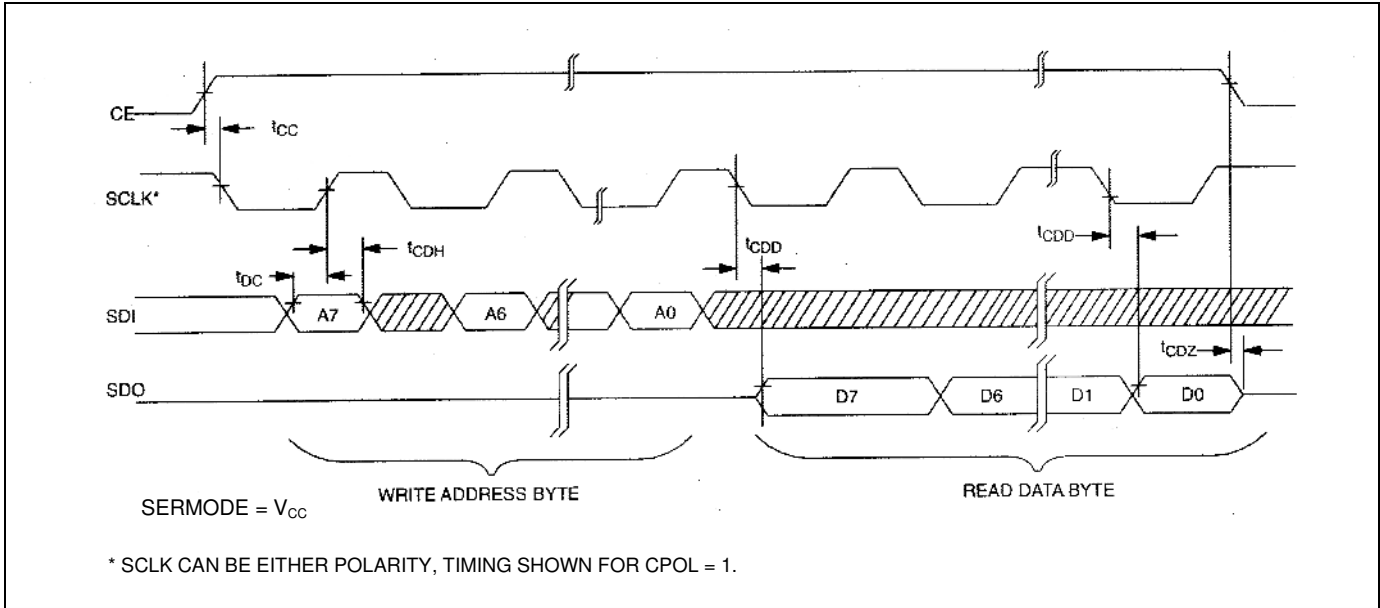 CE
tCC
SCLK*
tCDH
tCDD
tCDD
tDC
SDI
A7
A6
A0
tCDZ
SDO
D7
D6
D1
D0
WRITE ADDRESS BYTE
READ DATA BYTE
SERMODE = VCC
* SCLK CAN BE EITHER POLARITY, TIMING SHOWN FOR CPOL = 1.